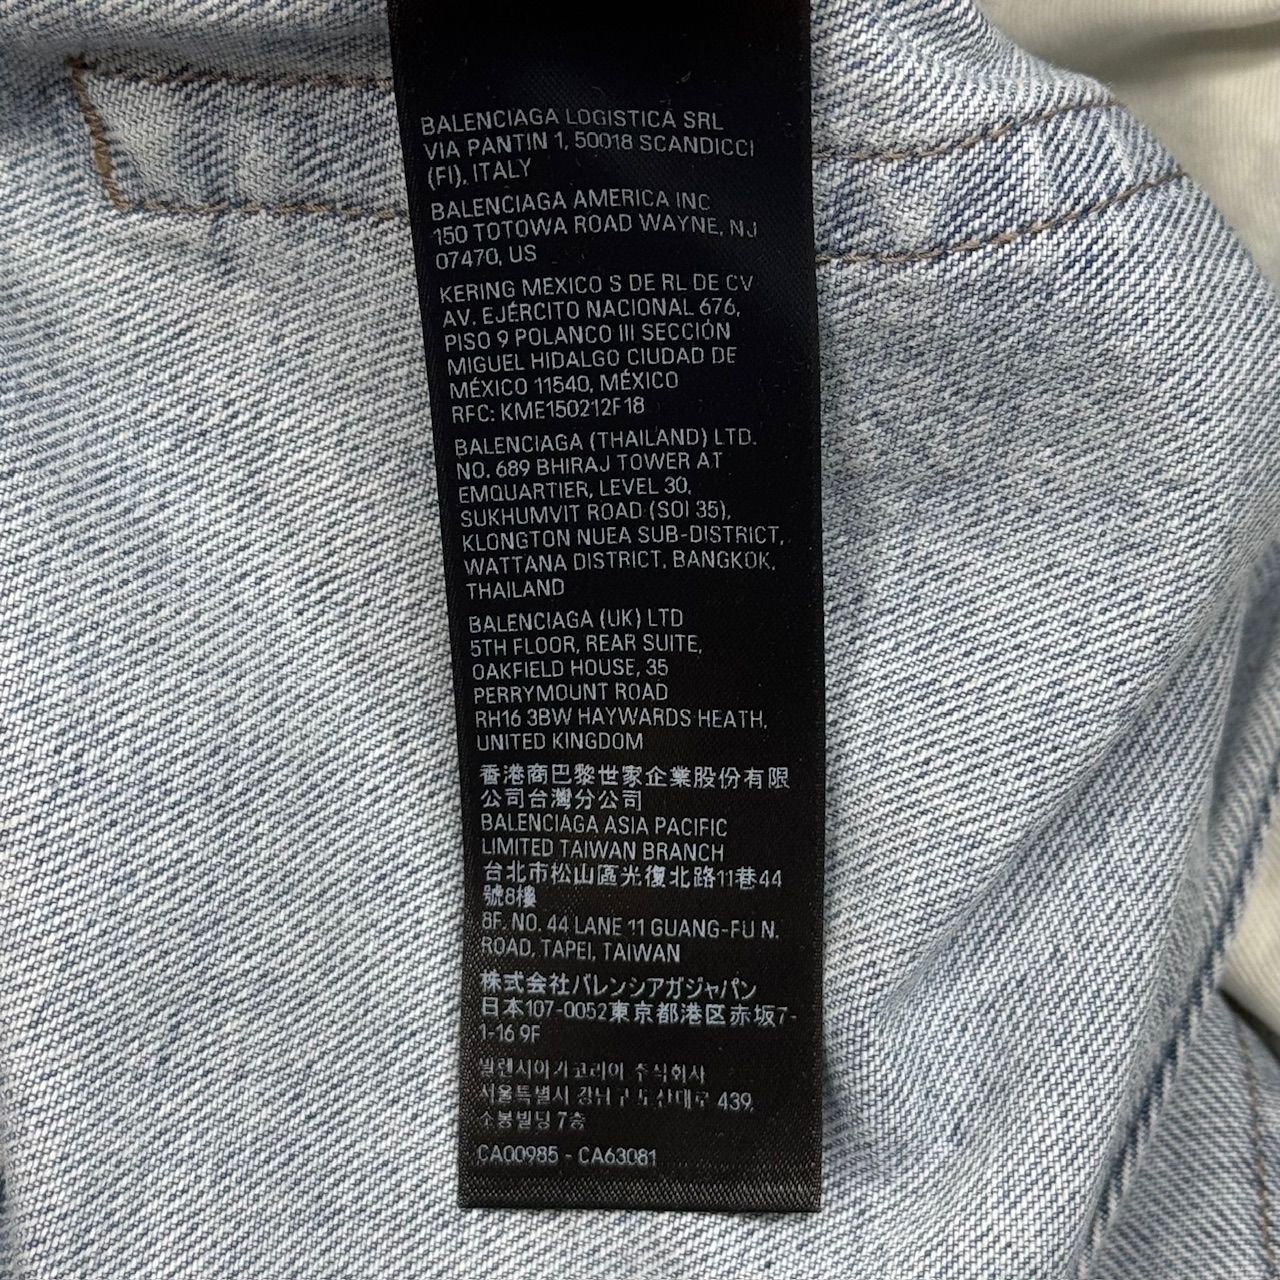 BALENCIAGA LOGISTICA SRL
VIA PANTIN 1, 50018 SCANDICCI
(FI), ITALY
BALENCIAGA AMERICA INC
150 TOTOWA ROAD WAYNE, NJ
07470, US
KERING MEXICO S DE RL DE CV
AV. EJÉRCITO NACIONAL 676,
PISO 9 POLANCO III SECCIÓN
MIGUEL HIDALGO CIUDAD DE
MÉXICO 11540, MÉXICO
RFC: KME150212F18
BALENCIAGA (THAILAND) LTD.
NO. 689 BHIRAJ TOWER AT
EMQUARTIER, LEVEL 30,
SUKHUMVIT ROAD (SOI 35),
KLONGTON NUEA SUB-DISTRICT,
WATTANA DISTRICT, BANGKOK,
THAILAND
BALENCIAGA (UK) LTD
5TH FLOOR, REAR SUITE,
OAKFIELD HOUSE, 35
PERRYMOUNT ROAD
RH16 3BW HAYWARDS HEATH,
UNITED KINGDOM
香港商巴黎世家企業股份有限
公司台灣分公司
BALENCIAGA ASIA PACIFIC
LIMITED TAIWAN BRANCH
台北市松山區光復北路11巷44
號8樓
8F. NO. 44 LANE 11 GUANG-FU N.
ROAD, TAPEI, TAIWAN
株式会社バレンシアガジャパン
日本107-0052東京都港区赤坂7-
1-16 9F
발렌시아가코리아 주식회사
서울특별시 강남구 도산대로 439,
소봉빌딩 7층
CA00985 - CA63081